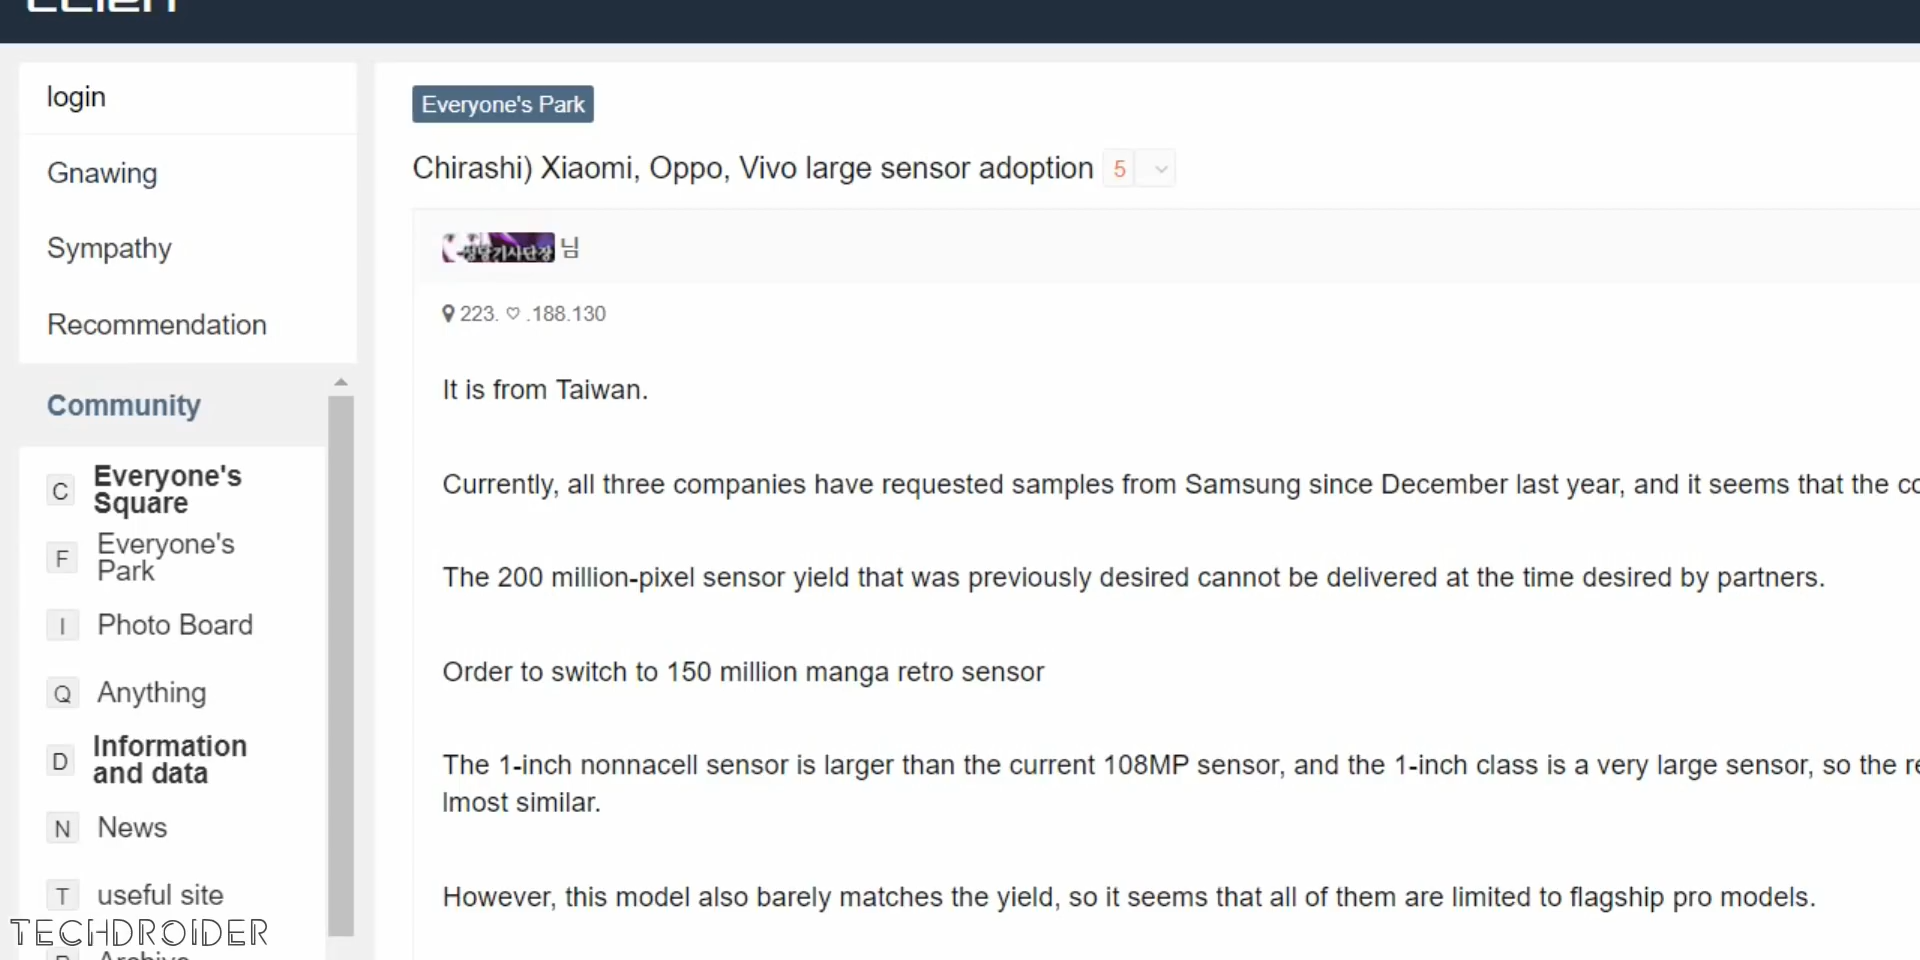 login
Gnawing
Sympathy
Recommendation
Community
C Everyone's
Square
F Everyone's
Park
I Photo Board
Q Anything
D Information
and data
N News
T useful site
TECHDROIDER
Everyone's Park
Chirashi) Xiaomi, Oppo, Vivo large sensor adoption 5
기사단장 님
223. ♡ .188.130
It is from Taiwan.
Currently, all three companies have requested samples from Samsung since December last year, and it seems that the
The 200 million-pixel sensor yield that was previously desired cannot be delivered at the time desired by partners.
Order to switch to 150 million manga retro sensor
The 1-inch nonnacell sensor is larger than the current 108MP sensor, and the 1-inch class is a very large sensor, so the
lmost similar.
However, this model also barely matches the yield, so it seems that all of them are limited to flagship pro models.